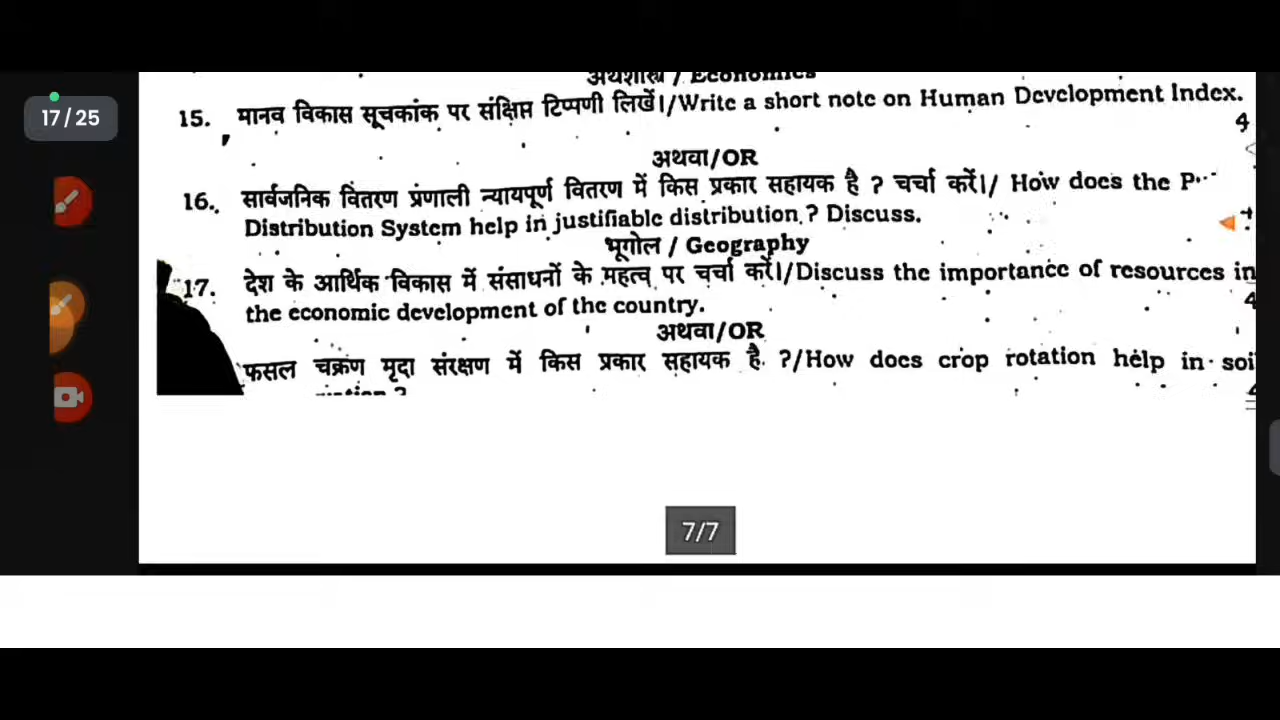 17 / 25
अर्थशास्त्र / Economics
15. मानव विकास सूचकांक पर संक्षिप्त टिप्पणी लिखें।/Write a short note on Human Development Index.
4
अथवा/OR
16. सार्वजनिक वितरण प्रंणाली न्यायपूर्ण वितरण में किस प्रकार सहायक है ? चर्चा करें।/ How does the
Distribution System help in justifiable distribution ? Discuss.
भूगोल / Geography
17. देश के आर्थिक विकास में संसाधनों के महत्व पर चर्चा करें।/Discuss the importance of resources in
the economic development of the country.
4
अथवा/OR
फसल चक्रण मृदा संरक्षण में किस प्रकार सहायक है ?/How does crop rotation help in
7/7